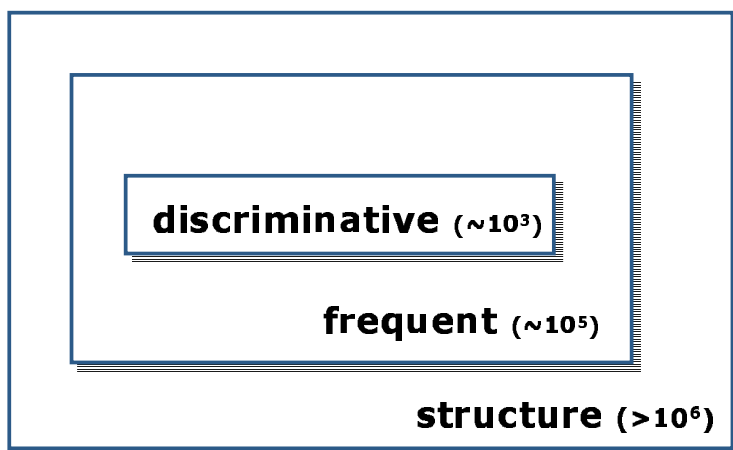 discriminative (~10³)
frequent (~10⁵)
structure (>10⁶)